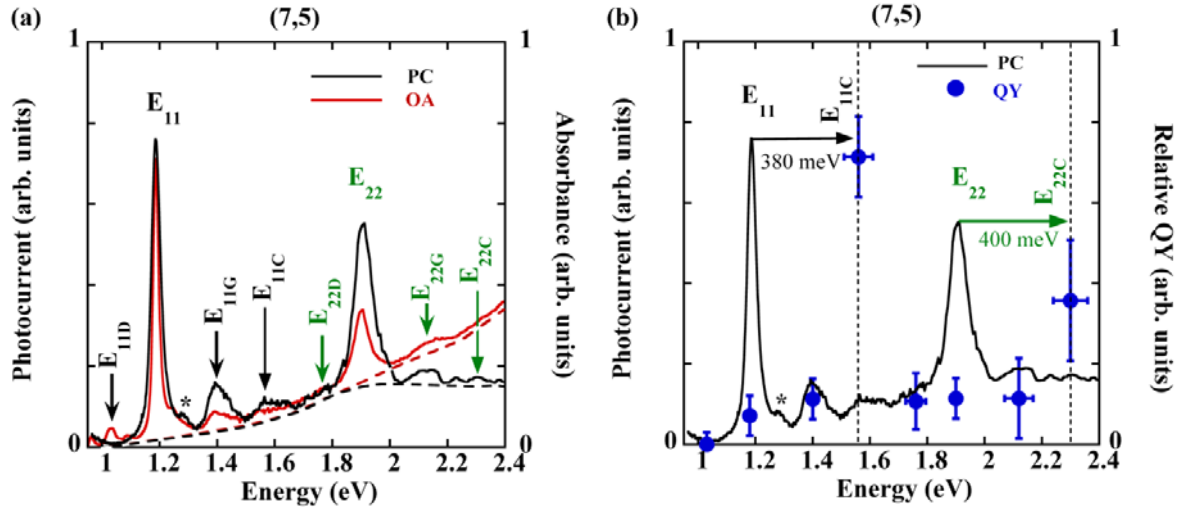 (a)
(7,5)
1
1
PC
OA
E11
E22
E11D
E11G
E11C
E22D
E22G
E22C
*
0
0
1
1.2
1.4
1.6
1.8
2
2.2
2.4
Energy (eV)
Photocurrent (arb. units)
Absorbance (arb. units)
(b)
(7,5)
1
1
PC
QY
E11
E11C
380 meV
E22
E22C
400 meV
*
0
0
1
1.2
1.4
1.6
1.8
2
2.2
2.4
Energy (eV)
Photocurrent (arb. units)
Relative QY (arb. units)